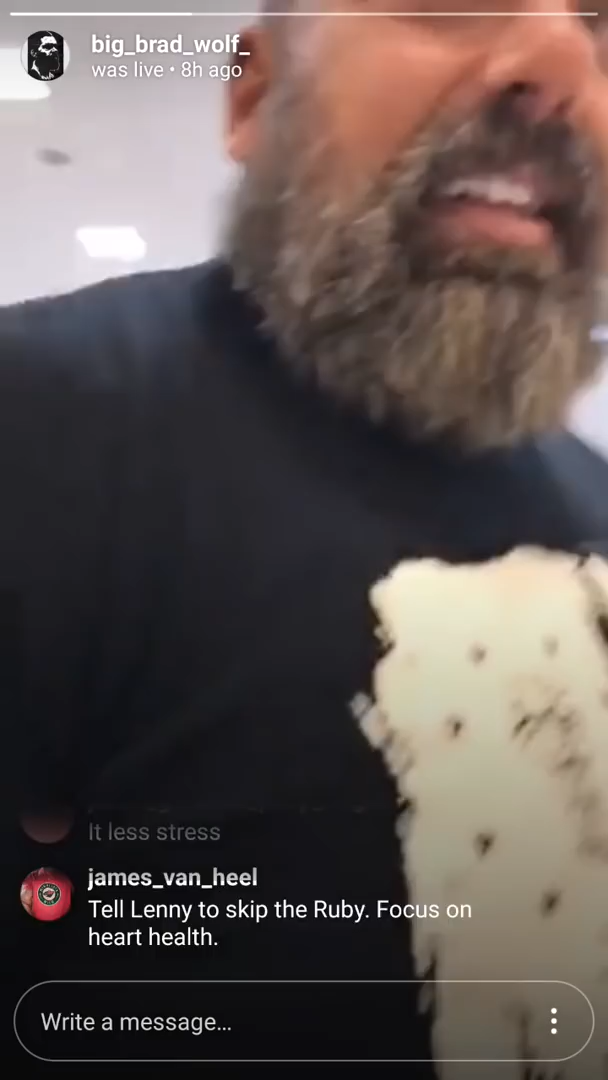 big_brad_wolf_
was live • 8h ago
It less stress
james_van_heel
Tell Lenny to skip the Ruby. Focus on
heart health.
Write a message...